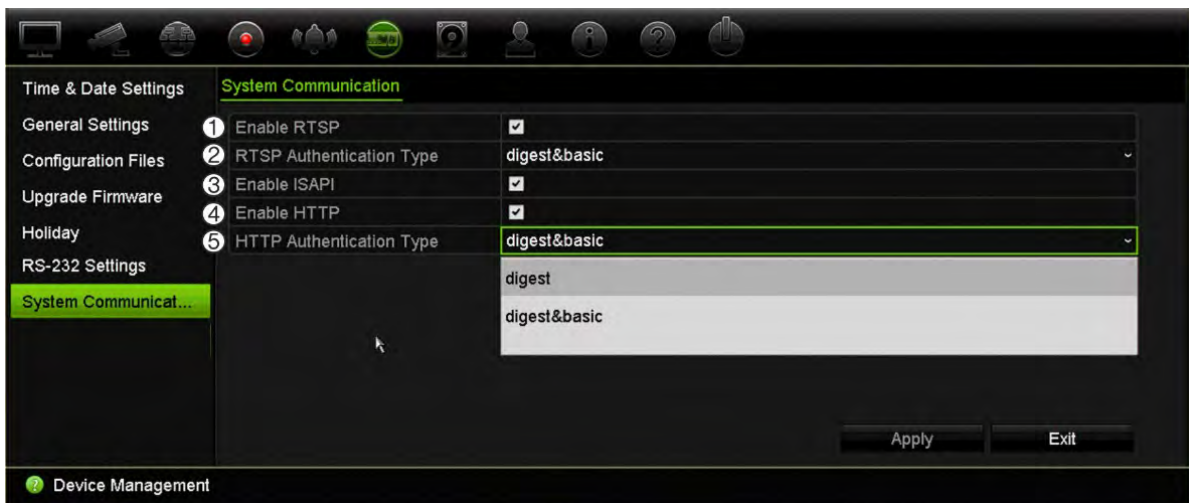 Time & Date Settings
General Settings
Configuration Files
Upgrade Firmware
Holiday
RS-232 Settings
System Communicat...
System Communication
1 Enable RTSP
2 RTSP Authentication Type digest&basic
3 Enable ISAPI
4 Enable HTTP
5 HTTP Authentication Type digest&basic
digest
digest&basic
Apply Exit
? Device Management